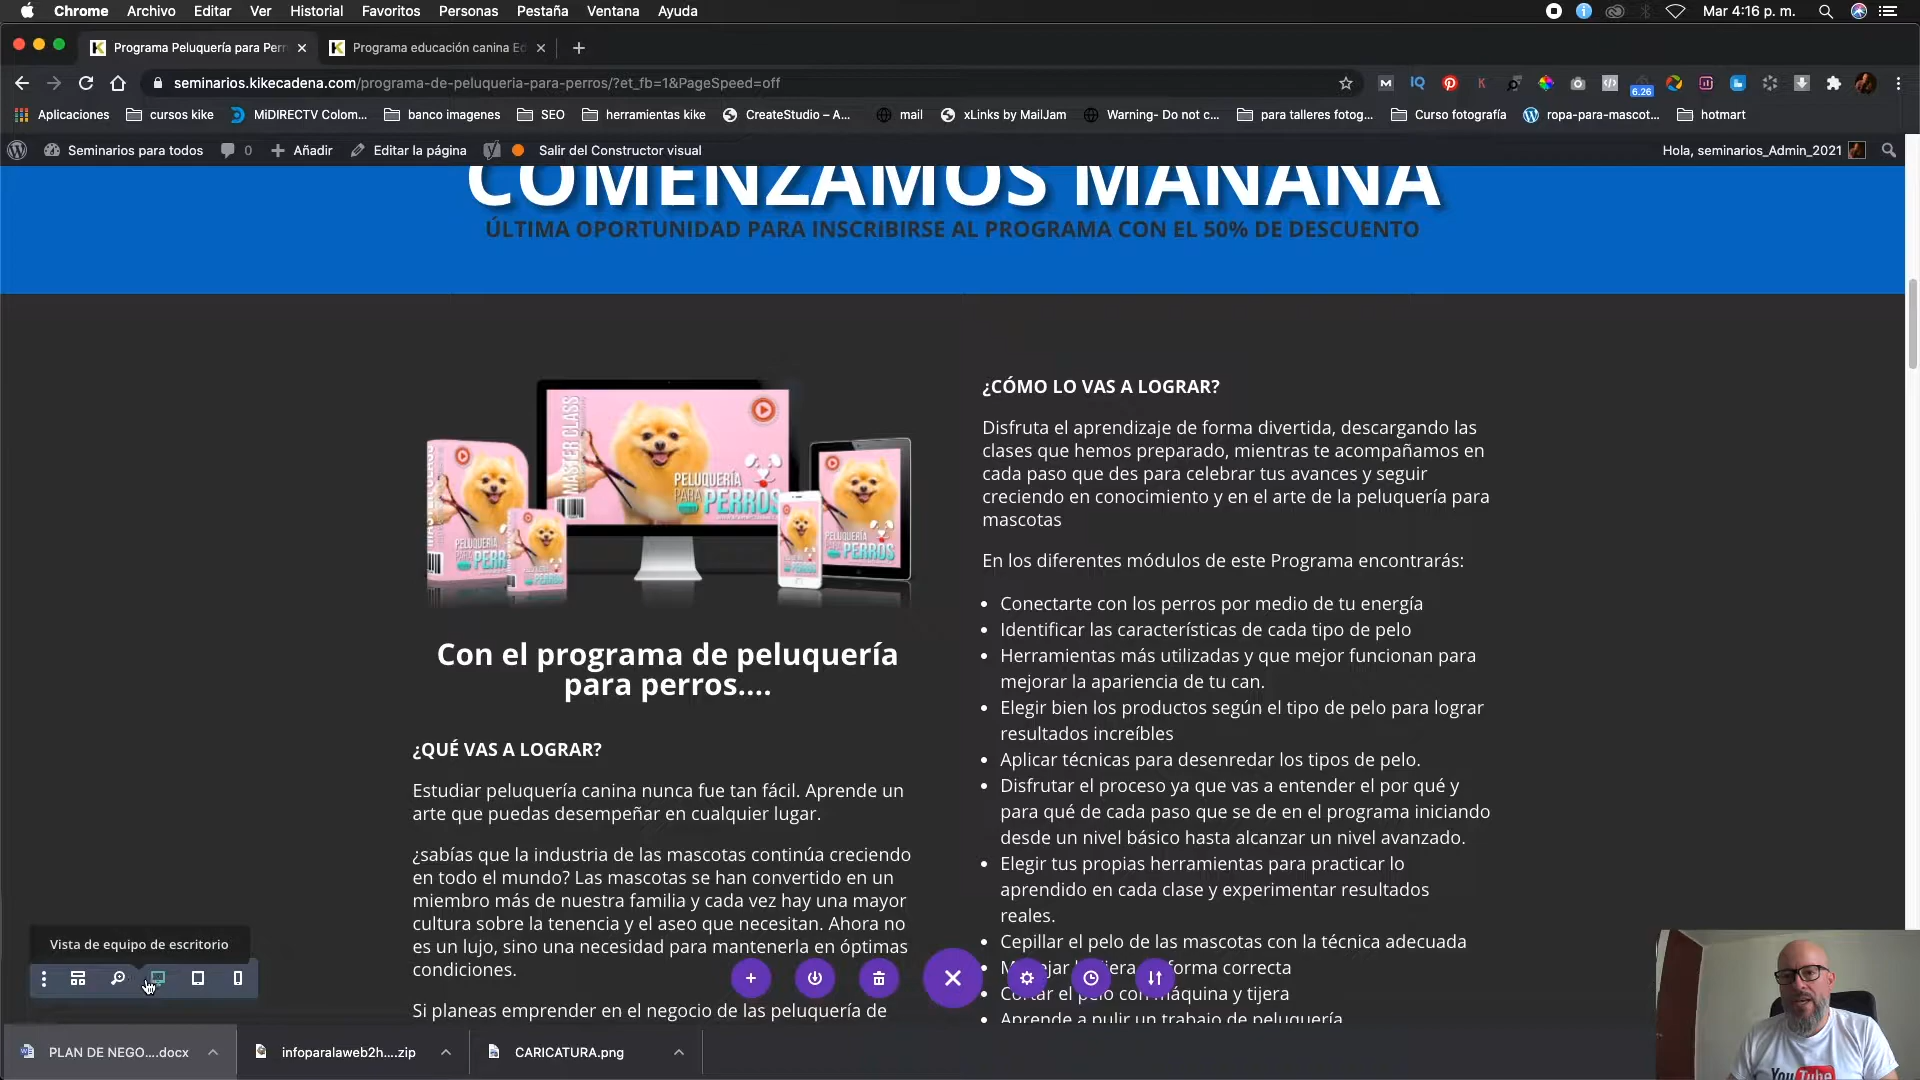 Chrome Archivo Editar Ver Historial Favoritos Personas Pestaña Ventana Ayuda Mar 4:16 p. m.
Programa Peluquería para Perr Programa educación canina Ed
seminarios.kikecadena.com/programa-de-peluqueria-para-perros/?et_fb=1&PageSpeed=off
6.26
Aplicaciones cursos kike MiDIRECTV Colom... banco imagenes SEO herramientas kike CreateStudio – A... mail xLinks by MailJam Warning- Do not c... para talleres fotog... Curso fotografía ropa-para-mascot... hotmart
Seminarios para todos 0 Añadir Editar la página Salir del Constructor visual Hola, seminarios_Admin_2021
COMENZAMOS MAÑANA
ÚLTIMA OPORTUNIDAD PARA INSCRIBIRSE AL PROGRAMA CON EL 50% DE DESCUENTO
MASTER CLASS
PELUQUERÍA
PARA
PERROS
Con el programa de peluquería
para perros....
¿QUÉ VAS A LOGRAR?
Estudiar peluquería canina nunca fue tan fácil. Aprende un
arte que puedas desempeñar en cualquier lugar.
¿sabías que la industria de las mascotas continúa creciendo
en todo el mundo? Las mascotas se han convertido en un
miembro más de nuestra familia y cada vez hay una mayor
cultura sobre la tenencia y el aseo que necesitan. Ahora no
es un lujo, sino una necesidad para mantenerla en óptimas
condiciones.
Si planeas emprender en el negocio de las peluquería de
¿CÓMO LO VAS A LOGRAR?
Disfruta el aprendizaje de forma divertida, descargando las
clases que hemos preparado, mientras te acompañamos en
cada paso que des para celebrar tus avances y seguir
creciendo en conocimiento y en el arte de la peluquería para
mascotas
En los diferentes módulos de este Programa encontrarás:
• Conectarte con los perros por medio de tu energía
• Identificar las características de cada tipo de pelo
• Herramientas más utilizadas y que mejor funcionan para
mejorar la apariencia de tu can.
• Elegir bien los productos según el tipo de pelo para lograr
resultados increíbles
• Aplicar técnicas para desenredar los tipos de pelo.
• Disfrutar el proceso ya que vas a entender el por qué y
para qué de cada paso que se de en el programa iniciando
desde un nivel básico hasta alcanzar un nivel avanzado.
• Elegir tus propias herramientas para practicar lo
aprendido en cada clase y experimentar resultados
reales.
• Cepillar el pelo de las mascotas con la técnica adecuada
• forma correcta
• Cortar el pelo con máquina y tijera
• Aprende a pulir un trabajo de peluquería
Vista de equipo de escritorio
PLAN DE NEGO....docx infoparalaweb2h....zip CARICATURA.png
YouTube